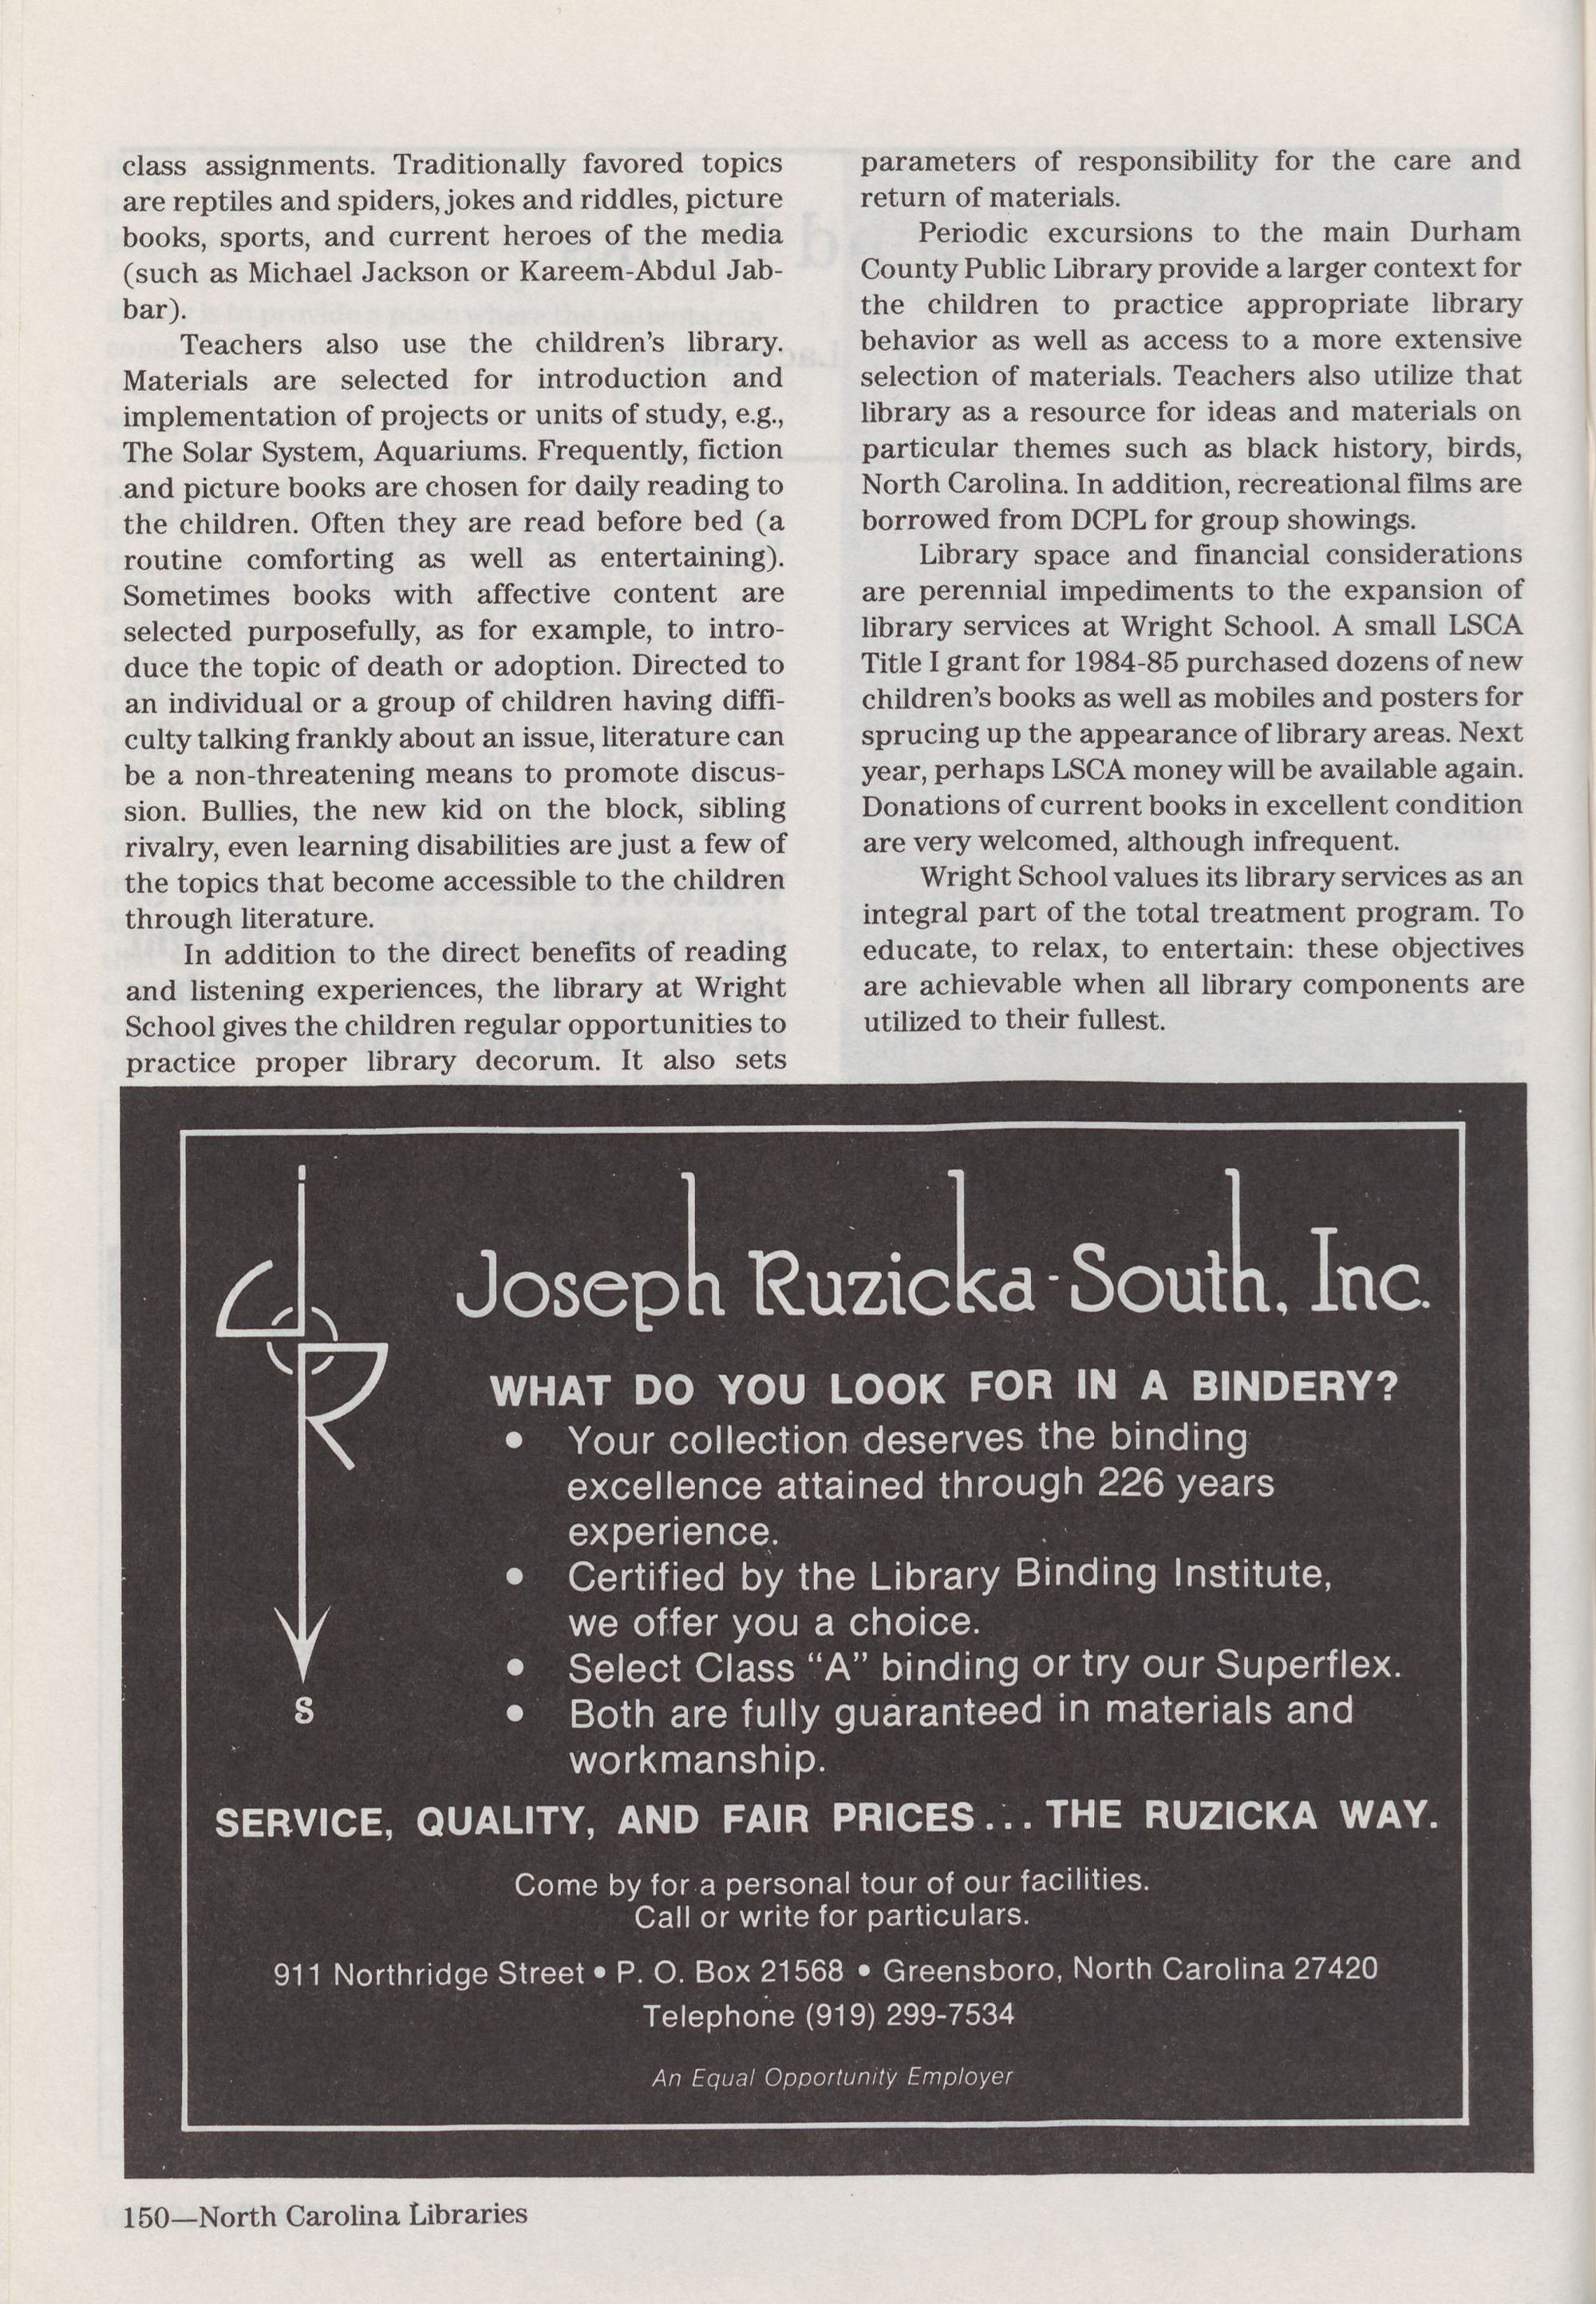 class assignments. Traditionally favored topics
are reptiles and spiders, jokes and riddles, picture
books, sports, and current heroes of the media
(such as Michael Jackson or Kareem-Abdul Jab-
bar).
Teachers also use the children's library.
Materials are selected for introduction and
implementation of projects or units of study, e.g.,
The Solar System, Aquariums. Frequently, fiction
and picture books are chosen for daily reading to
the children. Often they are read before bed (a
routine comforting as well as entertaining).
Sometimes books with affective content are
selected purposefully, as for example, to intro-
duce the topic of death or adoption. Directed to
an individual or a group of children having diffi-
culty talking frankly about an issue, literature can
be a non-threatening means to promote discus-
sion. Bullies, the new kid on the block, sibling
rivalry, even learning disabilities are just a few of
the topics that become accessible to the children
through literature.
In addition to the direct benefits of reading
and listening experiences, the library at Wright
School gives the children regular opportunities to
practice proper library decorum. It also sets
parameters of responsibility for the care and
return of materials.
Periodic excursions to the main Durham
County Public Library provide a larger context for
the children to practice appropriate library
behavior as well as access to a more extensive
selection of materials. Teachers also utilize that
library as a resource for ideas and materials on
particular themes such as black history, birds,
North Carolina. In addition, recreational films are
borrowed from DCPL for group showings.
Library space and financial considerations
are perennial impediments to the expansion of
library services at Wright School. A small LSCA
Title I grant for 1984-85 purchased dozens of new
children's books as well as mobiles and posters for
sprucing up the appearance of library areas. Next
year, perhaps LSCA money will be available again.
Donations of current books in excellent condition
are very welcomed, although infrequent.
Wright School values its library services as an
integral part of the total treatment program. To
educate, to relax, to entertain: these objectives
are achievable when all library components are
utilized to their fullest.
J
R
S
Joseph Ruzicka-South, Inc.
WHAT DO YOU LOOK FOR IN A BINDERY?
• Your collection deserves the binding
excellence attained through 226 years
experience.
• Certified by the Library Binding Institute,
we offer you a choice.
• Select Class “A” binding or try our Superflex.
• Both are fully guaranteed in materials and
workmanship.
SERVICE, QUALITY, AND FAIR PRICES... THE RUZICKA WAY.
Come by for a personal tour of our facilities.
Call or write for particulars.
911 Northridge Street • P. O. Box 21568 • Greensboro, North Carolina 27420
Telephone (919) 299-7534
An Equal Opportunity Employer
150—North Carolina Libraries